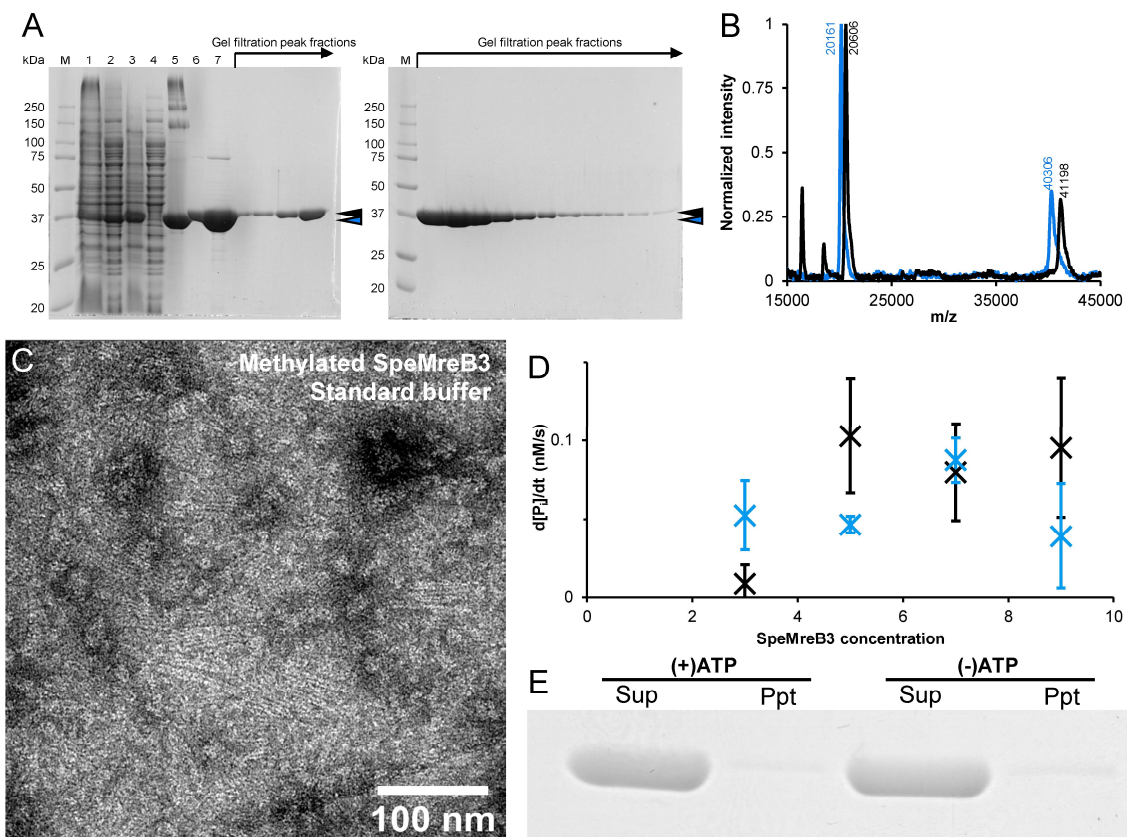 A
Gel filtration peak fractions
kDa M 1 2 3 4 5 6 7
250
150
100
75
50
37
25
20
Gel filtration peak fractions
kDa M
250
150
100
75
50
37
25
20
B
Normalized intensity
1
0.75
0.5
0.25
0
20161
20606
40306
41198
15000 25000 35000 45000
m/z
C
Methylated SpeMreB3
Standard buffer
100 nm
D
d[Pi]/dt (nM/s)
0.1
0
0 2 4 6 8 10
SpeMreB3 concentration
E
(+)ATP (-)ATP
Sup Ppt Sup Ppt